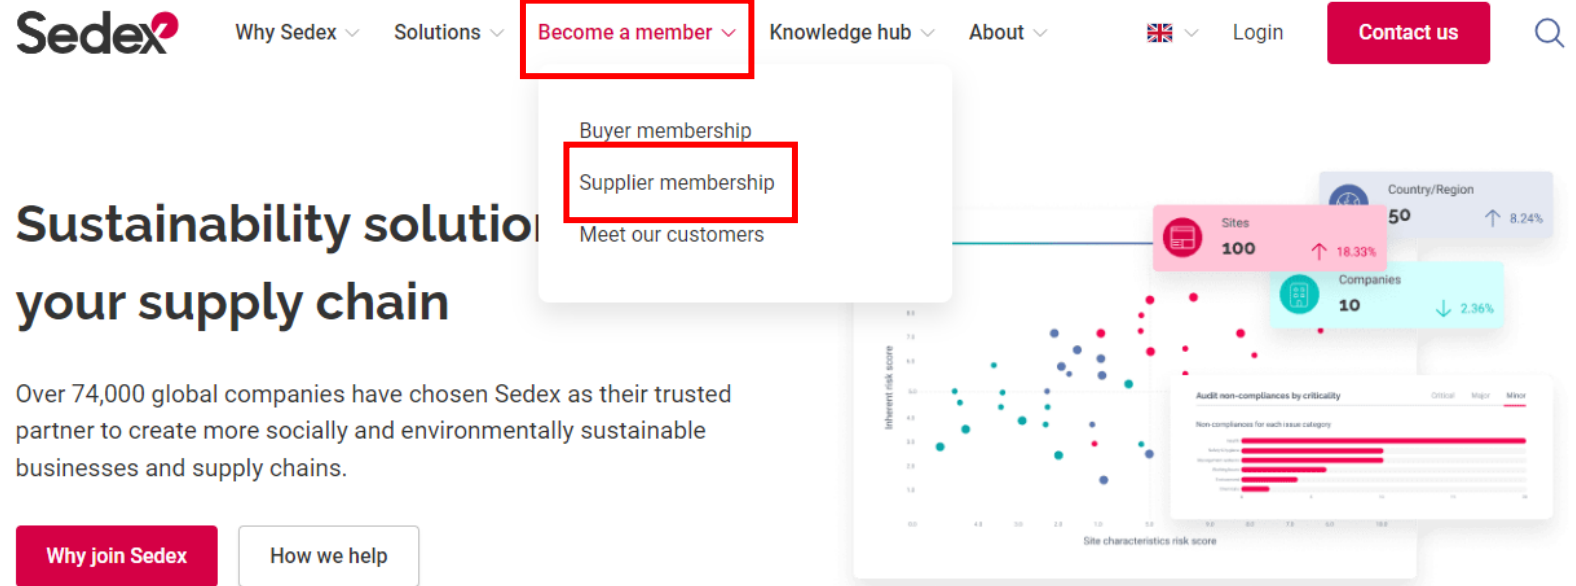 Sedex
Why Sedex
Solutions
Become a member
Knowledge hub
About
Login
Contact us
Buyer membership
Supplier membership
Meet our customers
Sustainability solutio
your supply chain
Over 74,000 global companies have chosen Sedex as their trusted
partner to create more socially and environmentally sustainable
businesses and supply chains.
Why join Sedex
How we help
Country/Region
50
8.24%
Sites
100
18.33%
Companies
10
2.36%
Inherent risk score
Site characteristics risk score
Audit non-compliances by criticality
Critical
Major
Minor
Non-compliances for each issue category